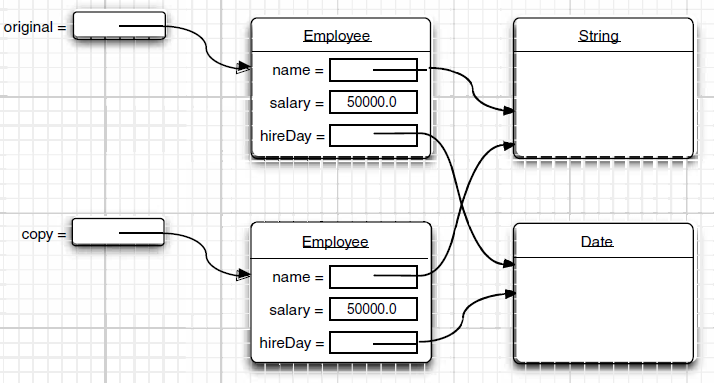 original =
Employee
name =
salary = 50000.0
hireDay =
String
copy =
Employee
name =
salary = 50000.0
hireDay =
Date